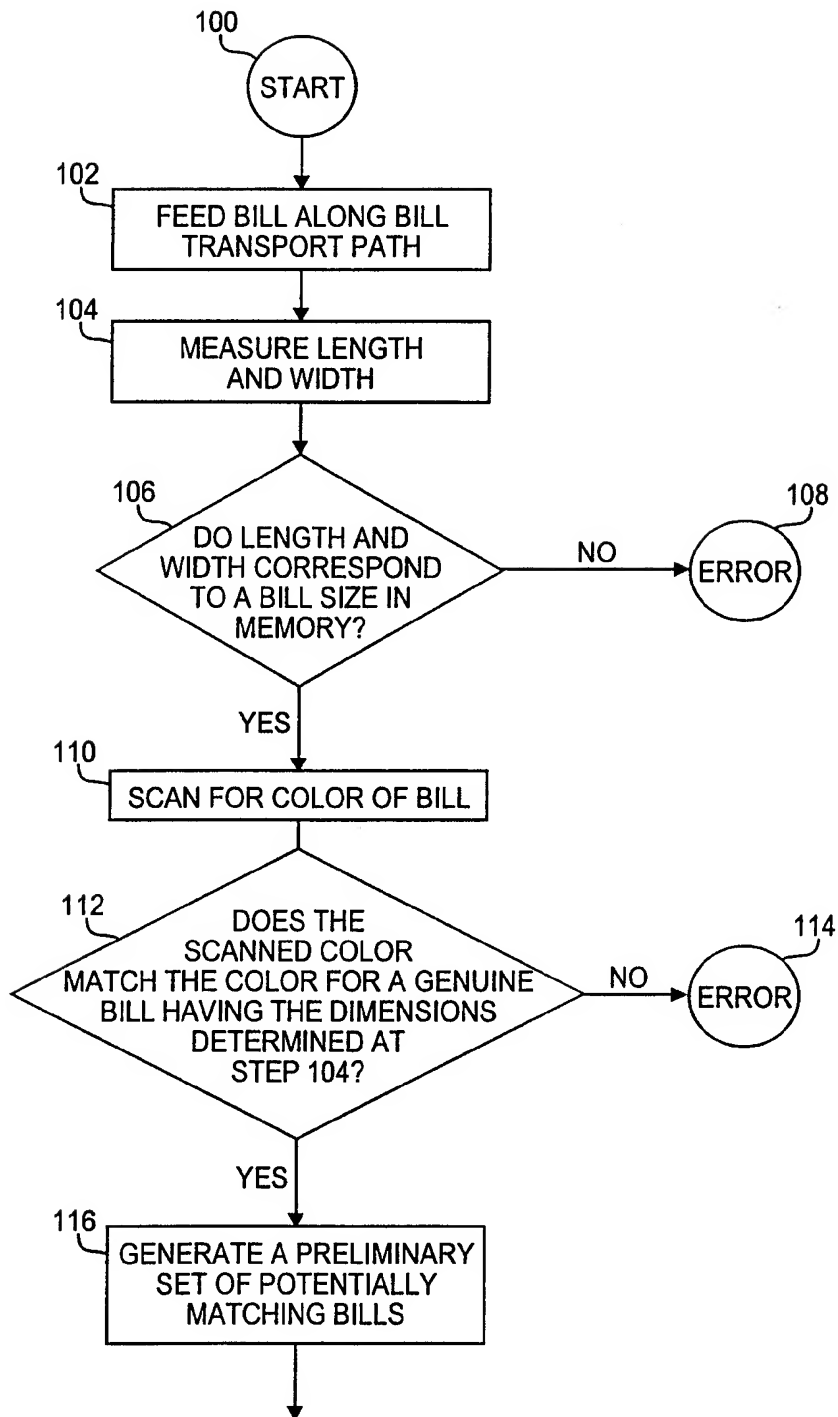 100
START
102
FEED BILL ALONG BILL
TRANSPORT PATH
104
MEASURE LENGTH
AND WIDTH
106
DO LENGTH AND
WIDTH CORRESPOND
TO A BILL SIZE IN
MEMORY?
NO
108
ERROR
YES
110
SCAN FOR COLOR OF BILL
112
DOES THE
SCANNED COLOR
MATCH THE COLOR FOR A GENUINE
BILL HAVING THE DIMENSIONS
DETERMINED AT
STEP 104?
NO
114
ERROR
YES
116
GENERATE A PRELIMINARY
SET OF POTENTIALLY
MATCHING BILLS